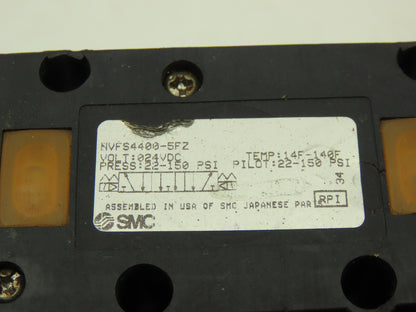 NVFS4400-5FZ
VOLT:024VDC TEMP:14F-140F
PRESS:22-150 PSI PILOT:22-150 PSI
34
SMC RPI
ASSEMBLED IN USA OF SMC JAPANESE PAR